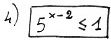 4) 5^{x-2} ≤ 1